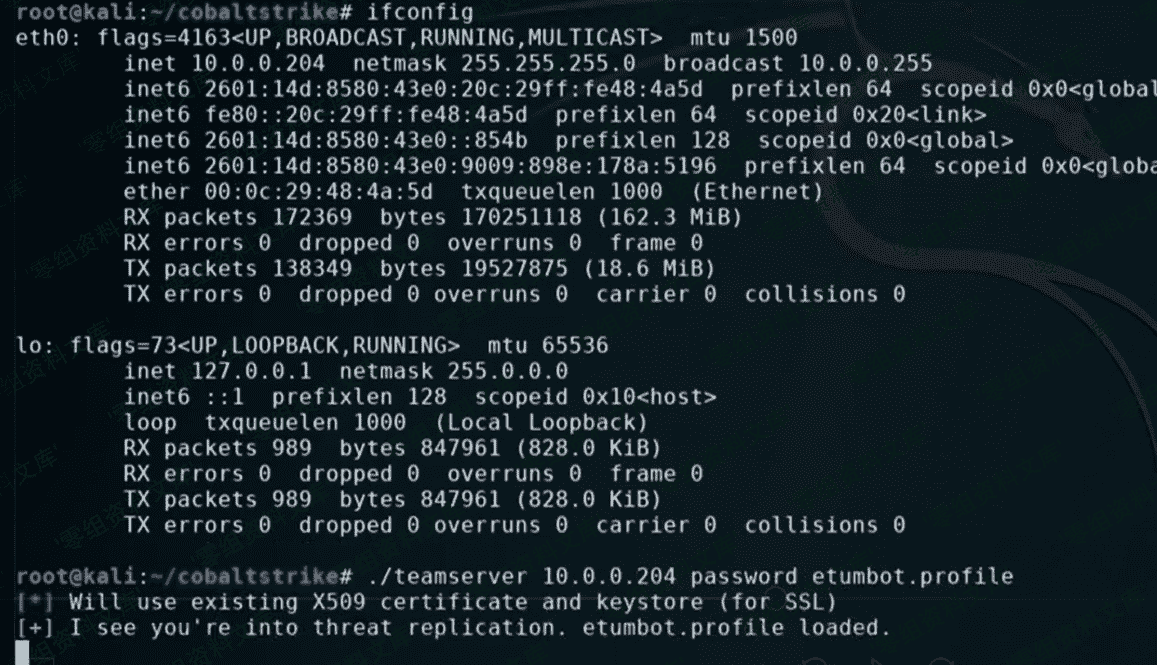 root@kali:~/cobaltstrike# ifconfig
eth0: flags=4163<UP,BROADCAST,RUNNING,MULTICAST>  mtu 1500
        inet 10.0.0.204  netmask 255.255.255.0  broadcast 10.0.0.255
        inet6 2601:14d:8580:43e0:20c:29ff:fe48:4a5d  prefixlen 64  scopeid 0x0<global
        inet6 fe80::20c:29ff:fe48:4a5d  prefixlen 64  scopeid 0x20<link>
        inet6 2601:14d:8580:43e0::854b  prefixlen 128  scopeid 0x0<global>
        inet6 2601:14d:8580:43e0:9009:898e:178a:5196  prefixlen 64  scopeid 0x0<globa
        ether 00:0c:29:48:4a:5d  txqueuelen 1000  (Ethernet)
        RX packets 172369  bytes 170251118 (162.3 MiB)
        RX errors 0  dropped 0  overruns 0  frame 0
        TX packets 138349  bytes 19527875 (18.6 MiB)
        TX errors 0  dropped 0 overruns 0  carrier 0  collisions 0
lo: flags=73<UP,LOOPBACK,RUNNING>  mtu 65536
        inet 127.0.0.1  netmask 255.0.0.0
        inet6 ::1  prefixlen 128  scopeid 0x10<host>
        loop  txqueuelen 1000  (Local Loopback)
        RX packets 989  bytes 847961 (828.0 KiB)
        RX errors 0  dropped 0  overruns 0  frame 0
        TX packets 989  bytes 847961 (828.0 KiB)
        TX errors 0  dropped 0 overruns 0  carrier 0  collisions 0
root@kali:~/cobaltstrike# ./teamserver 10.0.0.204 password etumbot.profile
[*] Will use existing X509 certificate and keystore (for SSL)
[+] I see you're into threat replication. etumbot.profile loaded.